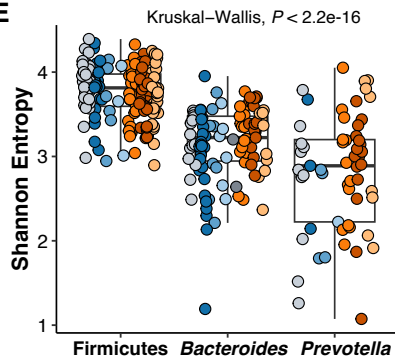 E
Kruskal−Wallis, P < 2.2e-16
Shannon Entropy
4
3
2
1
Firmicutes Bacteroides Prevotella